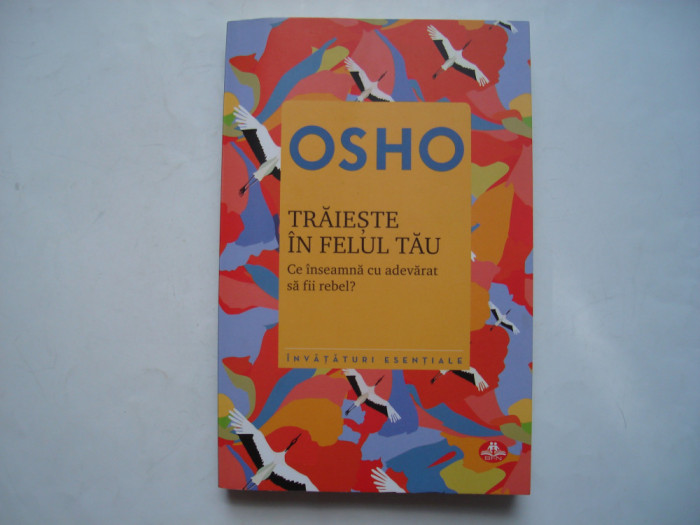 OSHO
TRĂIEȘTE
ÎN FELUL TĂU
Ce înseamnă cu adevărat
să fii rebel?
ÎNVĂȚĂTURI ESENȚIALE